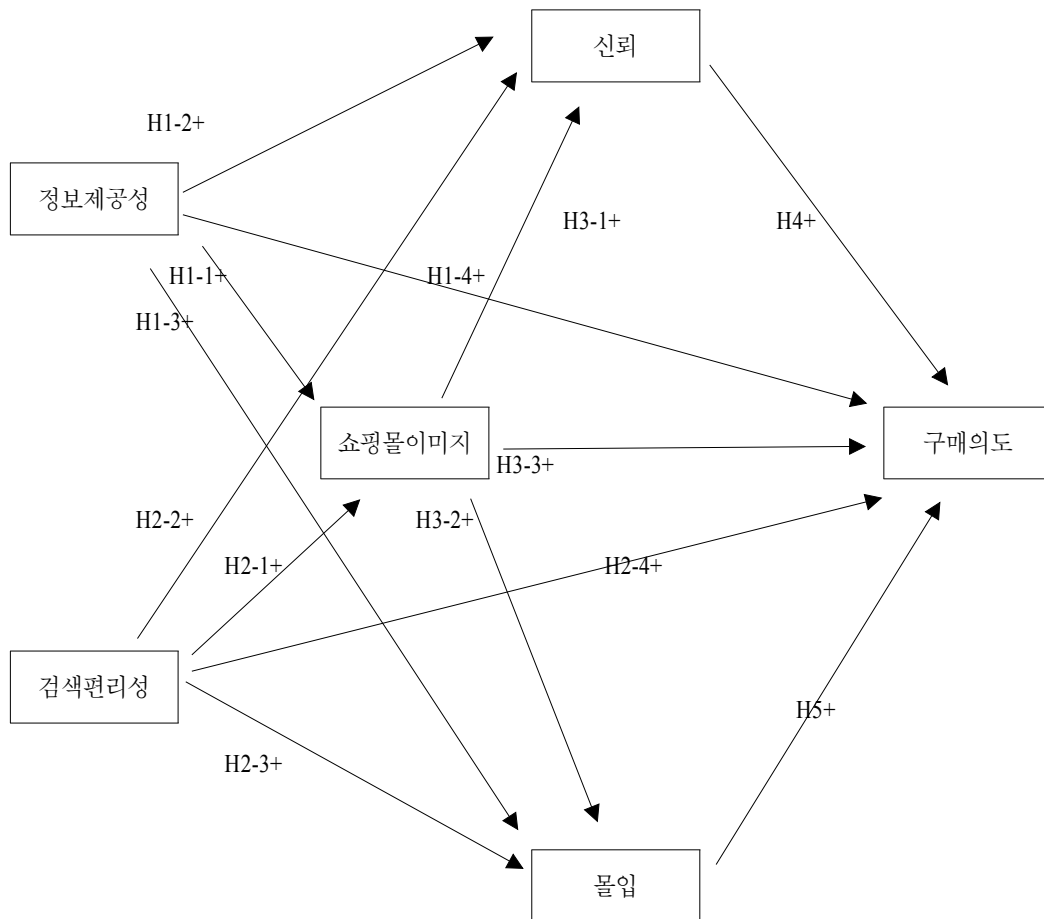 신뢰
H1-2+
정보제공성
H3-1+
H4+
H1-1+
H1-4+
H1-3+
쇼핑몰이미지
구매의도
H3-3+
H2-2+
H3-2+
H2-1+
H2-4+
검색편리성
H5+
H2-3+
몰입